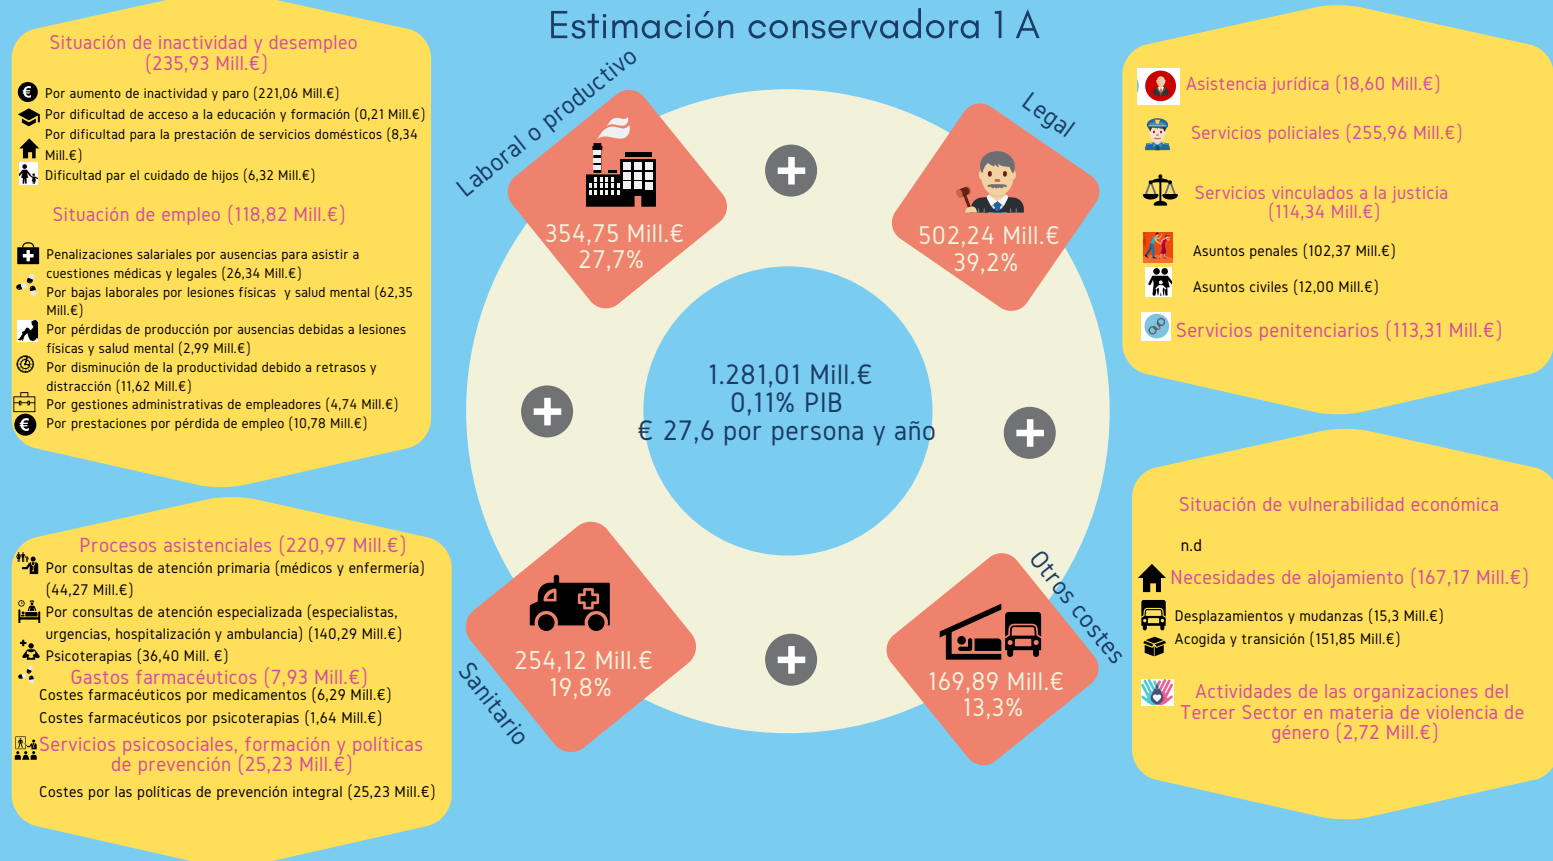 Estimación conservadora 1 A
Situación de inactividad y desempleo
(235,93 Mill.€)
Por aumento de inactividad y paro (221,06 Mill.€)
Por dificultad de acceso a la educación y formación (0,21 Mill.€)
Por dificultad para la prestación de servicios domésticos (8,34
Mill.€)
Dificultad par el cuidado de hijos (6,32 Mill.€)
Situación de empleo (118,82 Mill.€)
Penalizaciones salariales por ausencias para asistir a
cuestiones médicas y legales (26,34 Mill.€)
Por bajas laborales por lesiones físicas y salud mental (62,35
Mill.€)
Por pérdidas de producción por ausencias debidas a lesiones
físicas y salud mental (2,99 Mill.€)
Por disminución de la productividad debido a retrasos y
distracción (11,62 Mill.€)
Por gestiones administrativas de empleadores (4,74 Mill.€)
Por prestaciones por pérdida de empleo (10,78 Mill.€)
Laboral o productivo
354,75 Mill.€
27,7%
Legal
502,24 Mill.€
39,2%
Asistencia jurídica (18,60 Mill.€)
Servicios policiales (255,96 Mill.€)
Servicios vinculados a la justicia
(114,34 Mill.€)
Asuntos penales (102,37 Mill.€)
Asuntos civiles (12,00 Mill.€)
Servicios penitenciarios (113,31 Mill.€)
1.281,01 Mill.€
0,11% PIB
€ 27,6 por persona y año
Procesos asistenciales (220,97 Mill.€)
Por consultas de atención primaria (médicos y enfermería)
(44,27 Mill.€)
Por consultas de atención especializada (especialistas,
urgencias, hospitalización y ambulancia) (140,29 Mill.€)
Psicoterapias (36,40 Mill. €)
Gastos farmacéuticos (7,93 Mill.€)
Costes farmacéuticos por medicamentos (6,29 Mill.€)
Costes farmacéuticos por psicoterapias (1,64 Mill.€)
Servicios psicosociales, formación y políticas
de prevención (25,23 Mill.€)
Costes por las políticas de prevención integral (25,23 Mill.€)
Sanitario
254,12 Mill.€
19,8%
Otros costes
169,89 Mill.€
13,3%
Situación de vulnerabilidad económica
n.d
Necesidades de alojamiento (167,17 Mill.€)
Desplazamientos y mudanzas (15,3 Mill.€)
Acogida y transición (151,85 Mill.€)
Actividades de las organizaciones del
Tercer Sector en materia de violencia de
género (2,72 Mill.€)